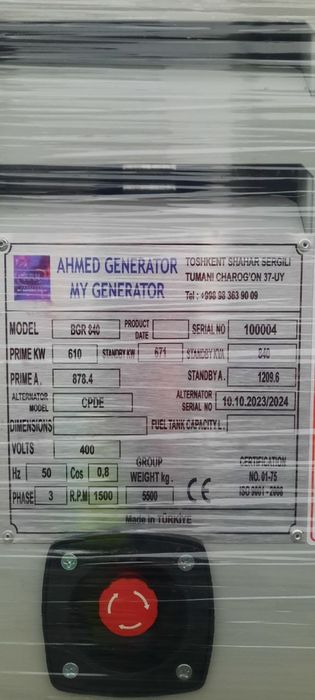 AHMED GENERATOR
MY GENERATOR
TOSHKENT SHAHAR SERGILI
TUMANI CHAROG'ON 37-UY
Tel : +998 98 363 90 09
MODEL BGR 840 PRODUCT DATE SERIAL NO 100004
PRIME KW 610 STANDBY KW 671 STANDBY KVA 840
PRIME A. 878.4 STANDBY A. 1209.6
ALTERNATOR MODEL CPDE ALTERNATOR SERIAL NO 10.10.2023/2024
DIMENSIONS FUEL TANK CAPACITY L.
VOLTS 400
Hz 50 Cos 0,8 GROUP WEIGHT kg. CERTIFICATION NO. 01-75
PHASE 3 R.P.M 1500 5500 CE ISO 9001 - 2008
Made in TÜRKİYE